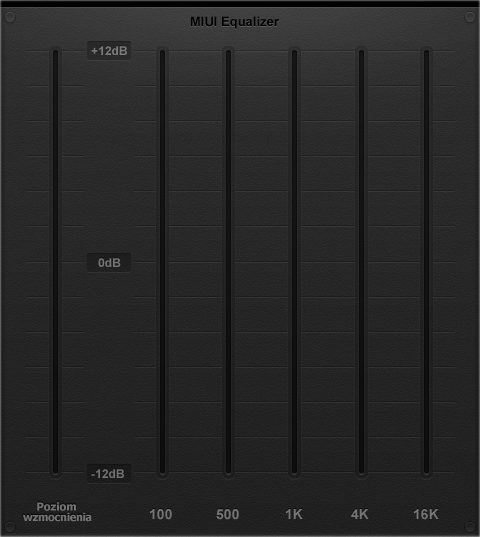 MIUI Equalizer
+12dB
0dB
-12dB
Poziom
wzmocnienia
100 500 1K 4K 16K